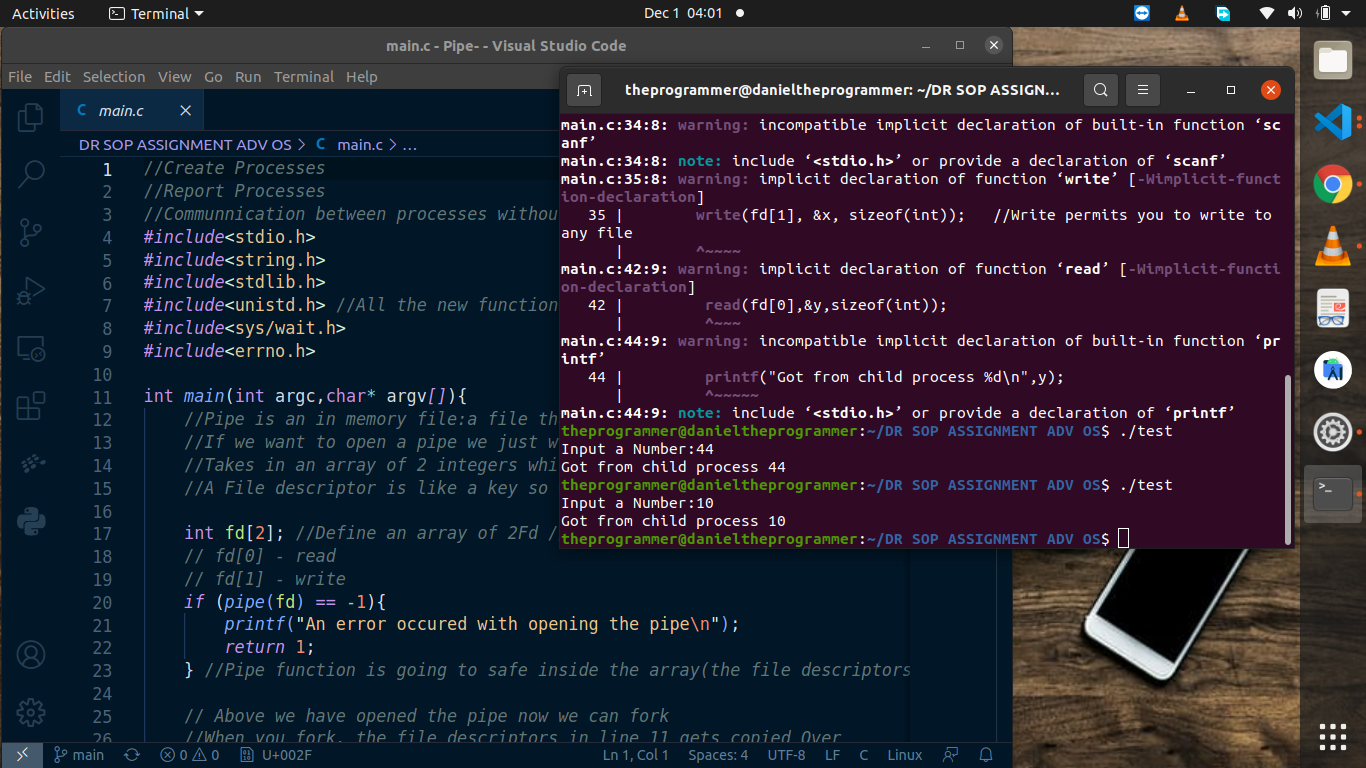 Activities
Terminal
Dec 1 04:01
main.c - Pipe- - Visual Studio Code
File Edit Selection View Go Run Terminal Help
C main.c
DR SOP ASSIGNMENT ADV OS > C main.c > ...
1 //Create Processes
2 //Report Processes
3 //Communnication between processes withou
4 #include<stdio.h>
5 #include<string.h>
6 #include<stdlib.h>
7 #include<unistd.h> //All the new function
8 #include<sys/wait.h>
9 #include<errno.h>
10
11 int main(int argc,char* argv[]){
12 //Pipe is an in memory file:a file th
13 //If we want to open a pipe we just w
14 //Takes in an array of 2 integers whi
15 //A File descriptor is like a key so
16
17 int fd[2]; //Define an array of 2Fd /
18 // fd[0] - read
19 // fd[1] - write
20 if (pipe(fd) == -1){
21 printf("An error occured with opening the pipe\n");
22 return 1;
23 } //Pipe function is going to safe inside the array(the file descriptors
24
25 // Above we have opened the pipe now we can fork
26 //When you fork, the file descriptors in line 11 gets copied Over
main 0 0 U+002F Ln 1, Col 1 Spaces: 4 UTF-8 LF C Linux
theprogrammer@danieltheprogrammer: ~/DR SOP ASSIGN...
main.c:34:8: warning: incompatible implicit declaration of built-in function ‘sc
anf’
main.c:34:8: note: include ‘<stdio.h>’ or provide a declaration of ‘scanf’
main.c:35:8: warning: implicit declaration of function ‘write’ [-Wimplicit-funct
ion-declaration]
35 | write(fd[1], &x, sizeof(int)); //Write permits you to write to
any file
| ^~~~~
main.c:42:9: warning: implicit declaration of function ‘read’ [-Wimplicit-functi
on-declaration]
42 | read(fd[0],&y,sizeof(int));
| ^~~~
main.c:44:9: warning: incompatible implicit declaration of built-in function ‘pr
intf’
44 | printf("Got from child process %d\n",y);
| ^~~~~~
main.c:44:9: note: include ‘<stdio.h>’ or provide a declaration of ‘printf’
theprogrammer@danieltheprogrammer:~/DR SOP ASSIGNMENT ADV OS$ ./test
Input a Number:44
Got from child process 44
theprogrammer@danieltheprogrammer:~/DR SOP ASSIGNMENT ADV OS$ ./test
Input a Number:10
Got from child process 10
theprogrammer@danieltheprogrammer:~/DR SOP ASSIGNMENT ADV OS$